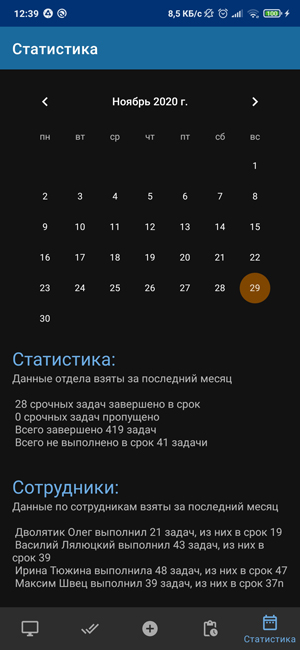 12:39 8,5 КБ/с 100
Статистика
Ноябрь 2020 г.
пн вт ср чт пт сб вс
1
2 3 4 5 6 7 8
9 10 11 12 13 14 15
16 17 18 19 20 21 22
23 24 25 26 27 28 29
30
Статистика:
Данные отдела взяты за последний месяц
28 срочных задач завершено в срок
0 срочных задач пропущено
Всего завершено 419 задач
Всего не выполнено в срок 41 задачи
Сотрудники:
Данные по сотрудникам взяты за последний месяц
Дволятик Олег выполнил 21 задач, из них в срок 19
Василий Лялюцкий выполнил 43 задач, из них в
срок 39
Ирина Тюжина выполнила 48 задач, из них в срок 47
Максим Швец выполнил 39 задач, из них в срок 37n
Статистика